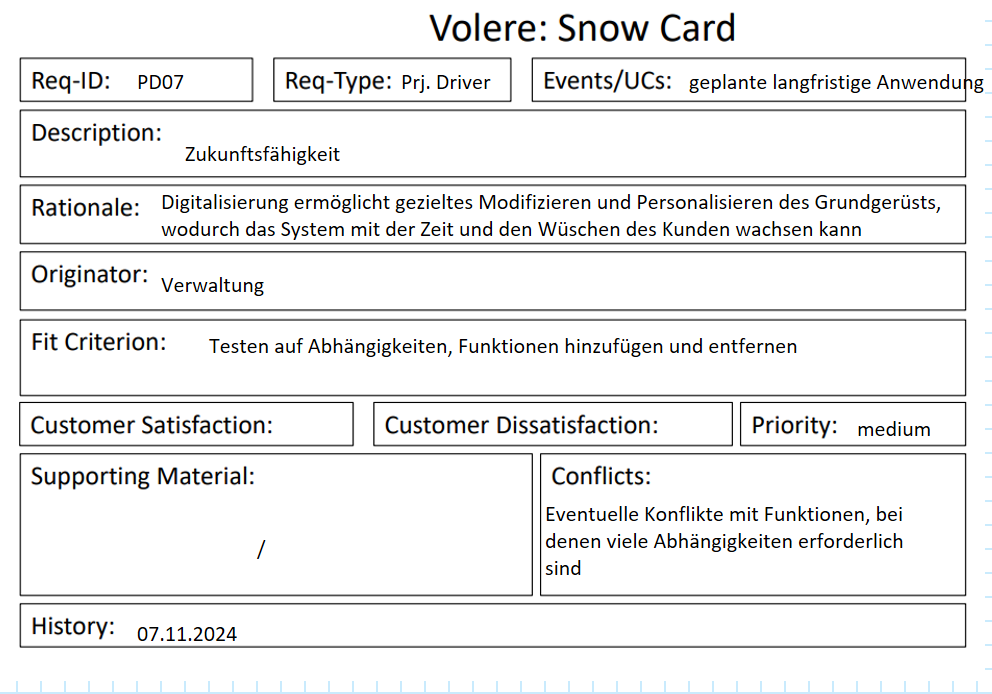 Volere: Snow Card
Req-ID: PD07
Req-Type: Prj. Driver
Events/UCs: geplante langfristige Anwendung
Description:
Zukunftsfähigkeit
Rationale: Digitalisierung ermöglicht gezieltes Modifizieren und Personalisieren des Grundgerüsts,
wodurch das System mit der Zeit und den Wüschen des Kunden wachsen kann
Originator: Verwaltung
Fit Criterion: Testen auf Abhängigkeiten, Funktionen hinzufügen und entfernen
Customer Satisfaction:
Customer Dissatisfaction:
Priority: medium
Supporting Material:
/
Conflicts:
Eventuelle Konflikte mit Funktionen, bei
denen viele Abhängigkeiten erforderlich
sind
History: 07.11.2024